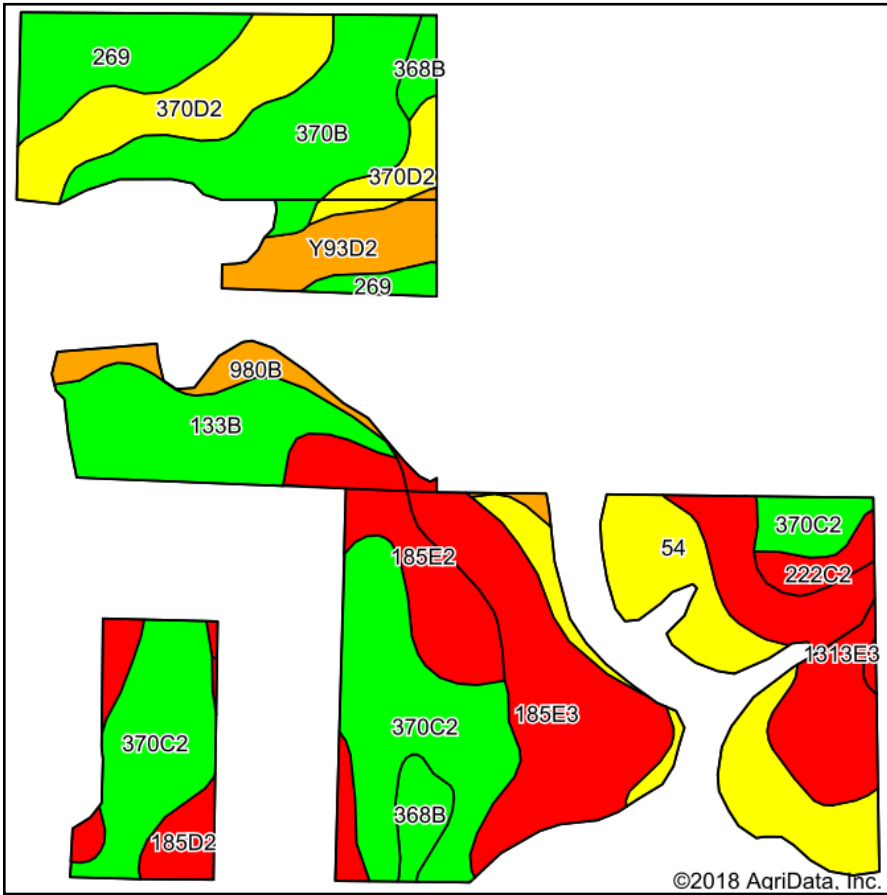 269
368B
370D2
370B
370D2
Y93D2
269
980B
133B
370C2
54
185E2
222C2
1313E3
185E3
370C2
370C2
368B
185D2
©2018 AgriData, Inc.